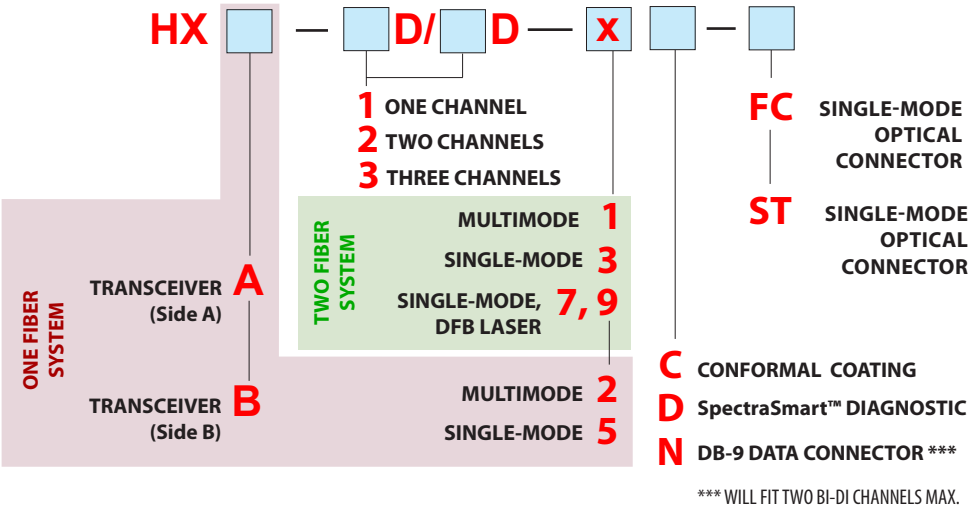 HX — D/ D — x —
1 ONE CHANNEL
2 TWO CHANNELS
3 THREE CHANNELS
FC SINGLE-MODE
OPTICAL
CONNECTOR
ST SINGLE-MODE
OPTICAL
CONNECTOR
TWO FIBER
SYSTEM
MULTIMODE 1
SINGLE-MODE 3
SINGLE-MODE, 7, 9
DFB LASER
ONE FIBER
SYSTEM
TRANSCEIVER A
(Side A)
TRANSCEIVER B
(Side B)
MULTIMODE 2
SINGLE-MODE 5
C CONFORMAL COATING
D SpectraSmart™ DIAGNOSTIC
N DB-9 DATA CONNECTOR ***
*** WILL FIT TWO BI-DI CHANNELS MAX.